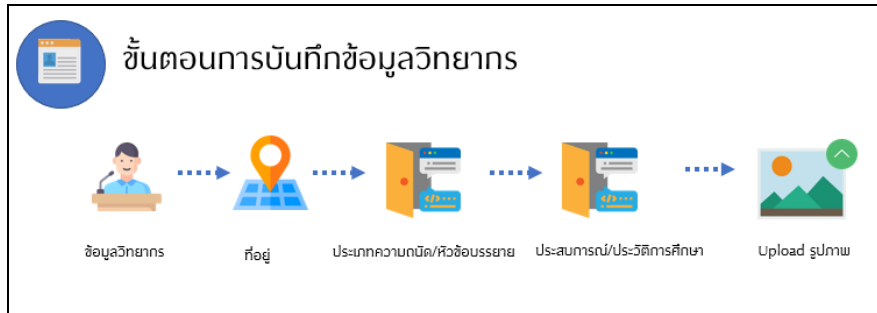 ขั้นตอนการบันทึกข้อมูลวิทยากร
ข้อมูลวิทยากร
ที่อยู่
ประเภทความถนัด/หัวข้อบรรยาย
ประสบการณ์/ประวัติการศึกษา
Upload รูปภาพ